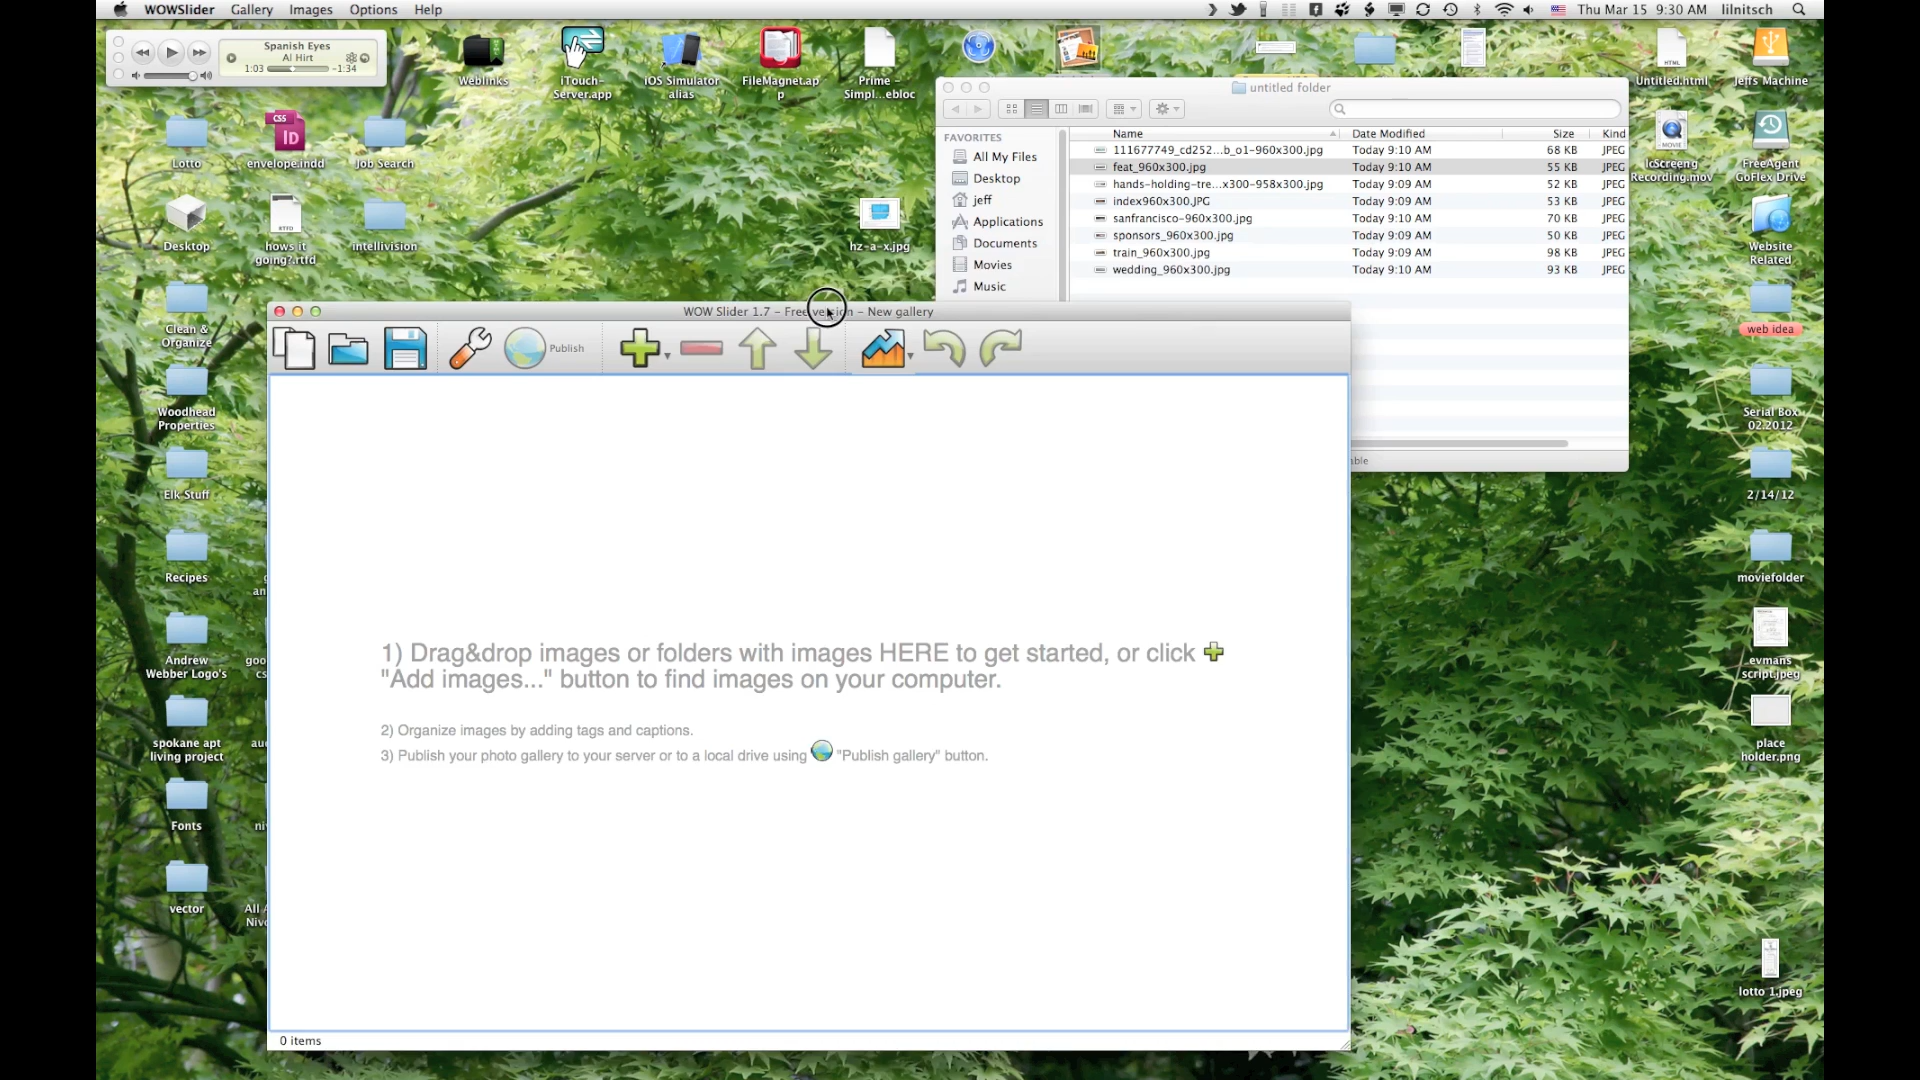 WOWSlider Gallery Images Options Help
Thu Mar 15 9:30 AM lilnitsch
Spanish Eyes
Al Hirt
1:03 -1:34
Weblinks
iTouch-
Server.app
iOS Simulator
alias
FileMagnet.ap
p
Prime -
Simpl...ebloc
Untitled.html
Jeffs Machine
Lotto
envelope.indd
Job Search
Desktop
hows it
going?.rtfd
intellivision
hz-a-x.jpg
Clean &
Organize
Woodhead
Properties
Elk Stuff
Recipes
Andrew
Webber Logo's
spokane apt
living project
Fonts
vector
untitled folder
FAVORITES
All My Files
Desktop
jeff
Applications
Documents
Movies
Music
Name Date Modified Size Kind
111677749_cd252...b_o1-960x300.jpg Today 9:10 AM 68 KB JPEG
feat_960x300.jpg Today 9:10 AM 55 KB JPEG
hands-holding-tre...x300-958x300.jpg Today 9:09 AM 52 KB JPEG
index960x300.JPG Today 9:09 AM 53 KB JPEG
sanfrancisco-960x300.jpg Today 9:10 AM 70 KB JPEG
sponsors_960x300.jpg Today 9:09 AM 50 KB JPEG
train_960x300.jpg Today 9:09 AM 98 KB JPEG
wedding_960x300.jpg Today 9:10 AM 93 KB JPEG
WOW Slider 1.7 - Free version - New gallery
Publish
1) Drag&drop images or folders with images HERE to get started, or click
"Add images..." button to find images on your computer.
2) Organize images by adding tags and captions.
3) Publish your photo gallery to your server or to a local drive using "Publish gallery" button.
0 items
lcScreeng
Recording.mov
FreeAgent
GoFlex Drive
Website
Related
web idea
Serial Box
02.2012
2/14/12
moviefolder
evmans
script.jpeg
place
holder.png
lotto 1.jpeg